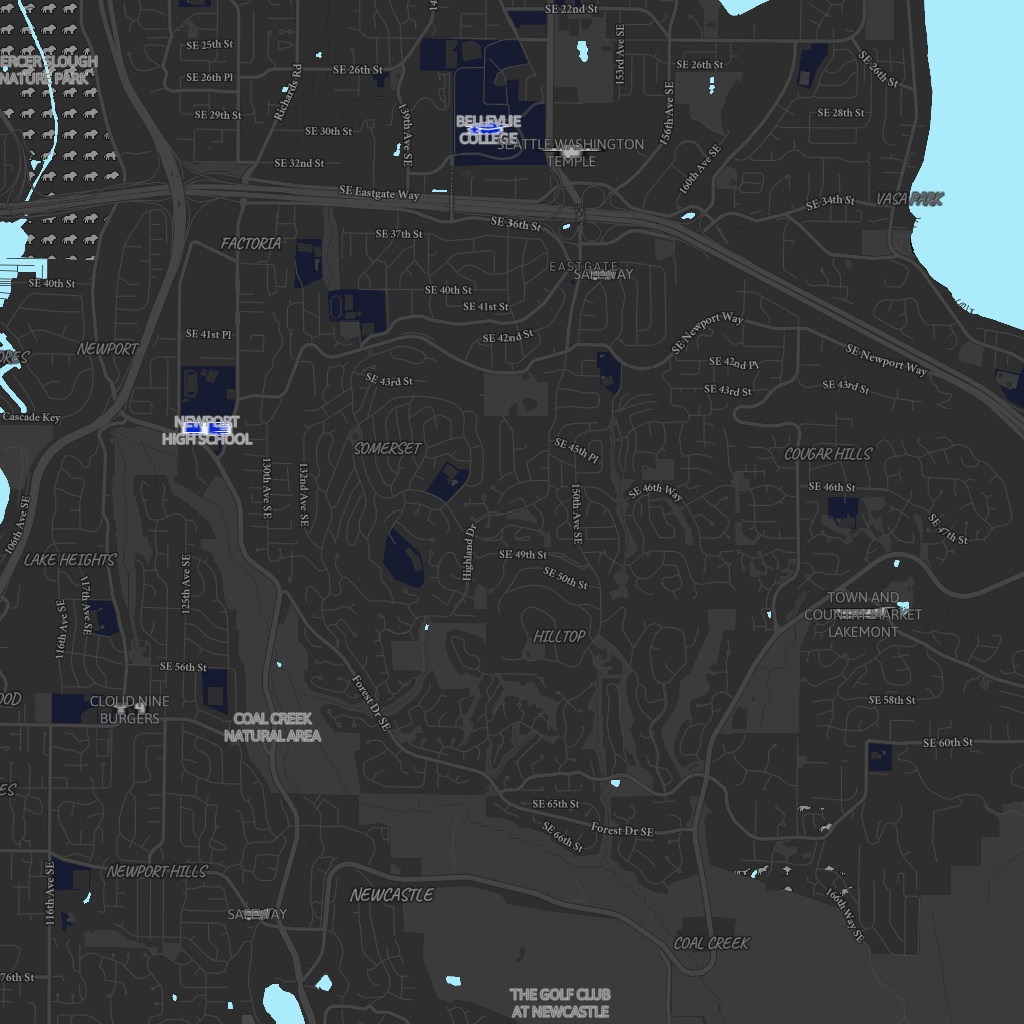 SE 22nd St
SE 25th St
153rd Ave SE
SE 26th St
NATURE PARK
SE 26th St
SE 26th St
SE 26th Pl
Richards Rd
139th Ave SE
SE 29th St
SE 28th St
156th Ave SE
BELLEVUE
COLLEGE
SE 30th St
SEATTLE WASHINGTON
TEMPLE
SE 32nd St
160th Ave SE
SE Eastgate Way
VASA PARK
SE 34th St
SE 36th St
SE 37th St
FACTORIA
EASTGATE
SAFEWAY
SE 40th St
SE 40th St
SE 41st St
SE 41st Pl
SE 42nd St
SE Newport Way
NEWPORT
SE 42nd Pl
SE Newport Way
SE 43rd St
SE 43rd St
SE 43rd St
Cascade Key
NEWPORT
HIGH SCHOOL
SOMERSET
SE 45th Pl
COUGAR HILLS
130th Ave SE
132nd Ave SE
150th Ave SE
SE 46th Way
SE 46th St
106th Ave SE
SE 47th St
Highland Dr
SE 49th St
LAKE HEIGHTS
SE 50th St
125th Ave SE
117th Ave SE
116th Ave SE
TOWN AND
COUNTRY MARKET
LAKEMONT
HILLTOP
SE 56th St
CLOUD NINE
BURGERS
Forest Dr SE
SE 58th St
COAL CREEK
NATURAL AREA
SE 60th St
SE 65th St
SE 66th St
Forest Dr SE
NEWPORT HILLS
116th Ave SE
NEWCASTLE
SAFEWAY
166th Way SE
COAL CREEK
76th St
THE GOLF CLUB
AT NEWCASTLE